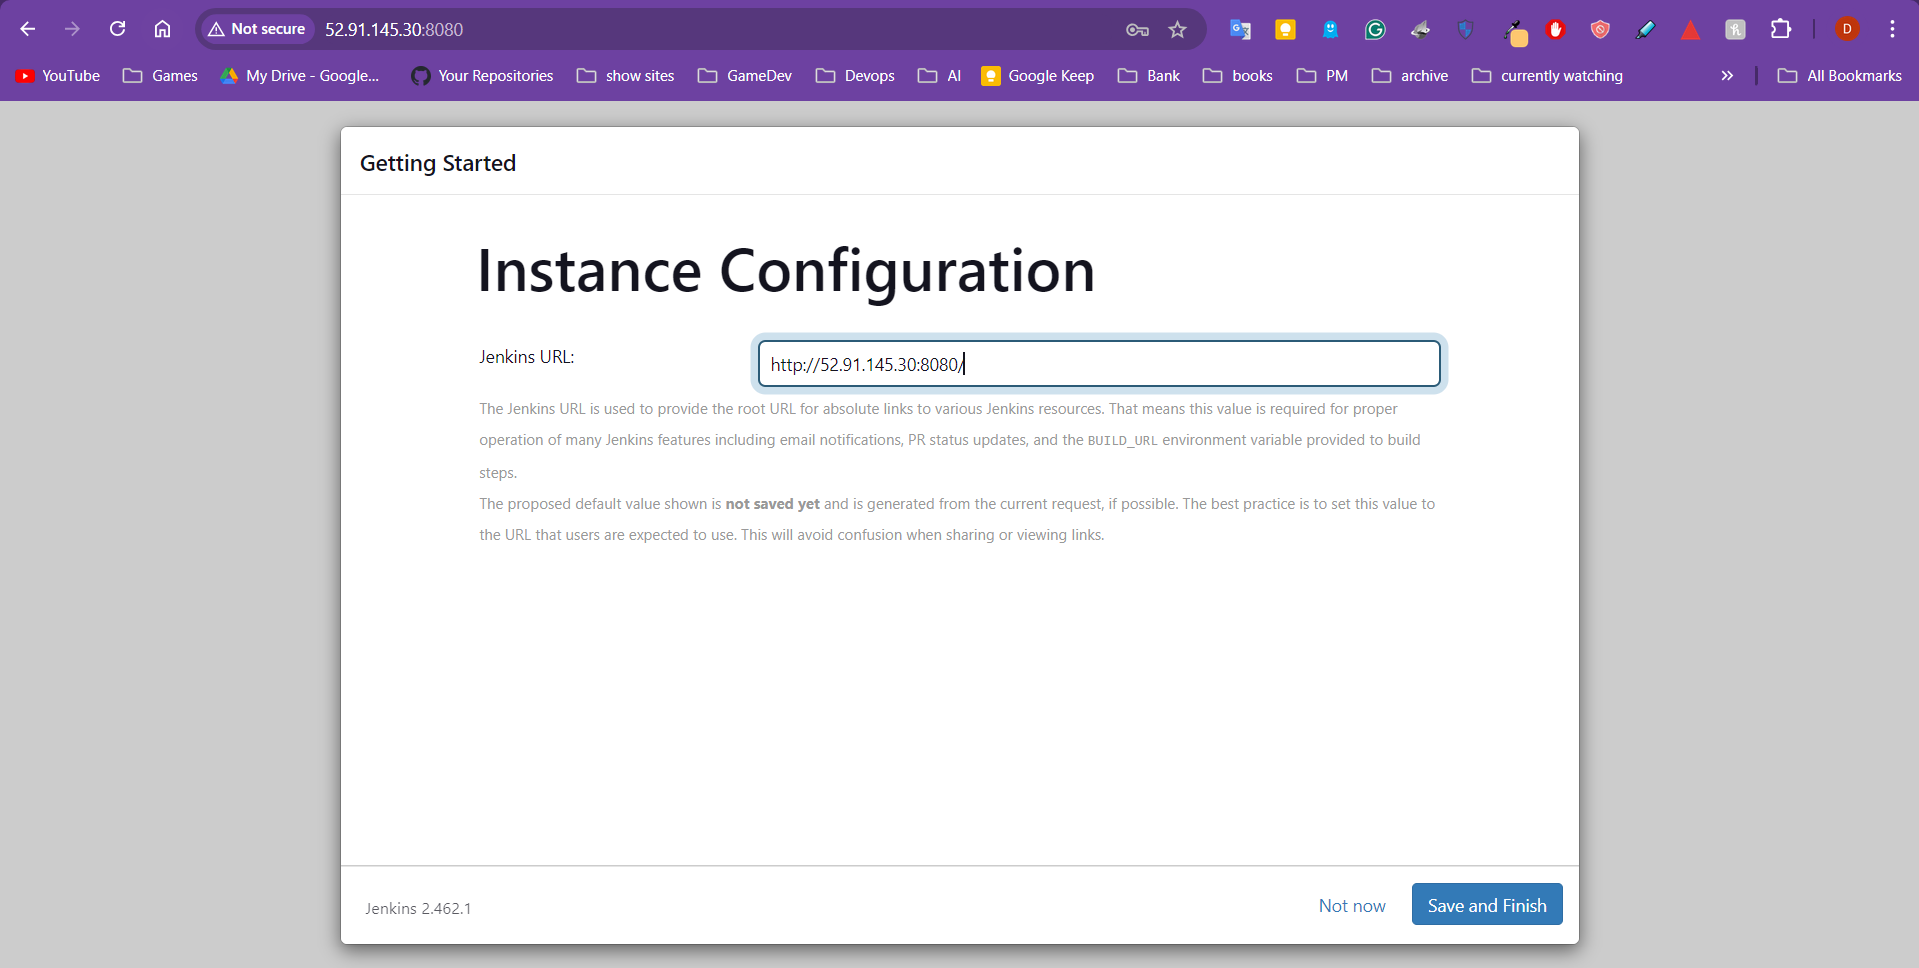 Not secure 52.91.145.30:8080 D
YouTube Games My Drive - Google... Your Repositories show sites GameDev Devops AI Google Keep Bank books PM archive currently watching » All Bookmarks
Getting Started
Instance Configuration
Jenkins URL: http://52.91.145.30:8080/
The Jenkins URL is used to provide the root URL for absolute links to various Jenkins resources. That means this value is required for proper
operation of many Jenkins features including email notifications, PR status updates, and the BUILD_URL environment variable provided to build
steps.
The proposed default value shown is not saved yet and is generated from the current request, if possible. The best practice is to set this value to
the URL that users are expected to use. This will avoid confusion when sharing or viewing links.
Jenkins 2.462.1 Not now Save and Finish